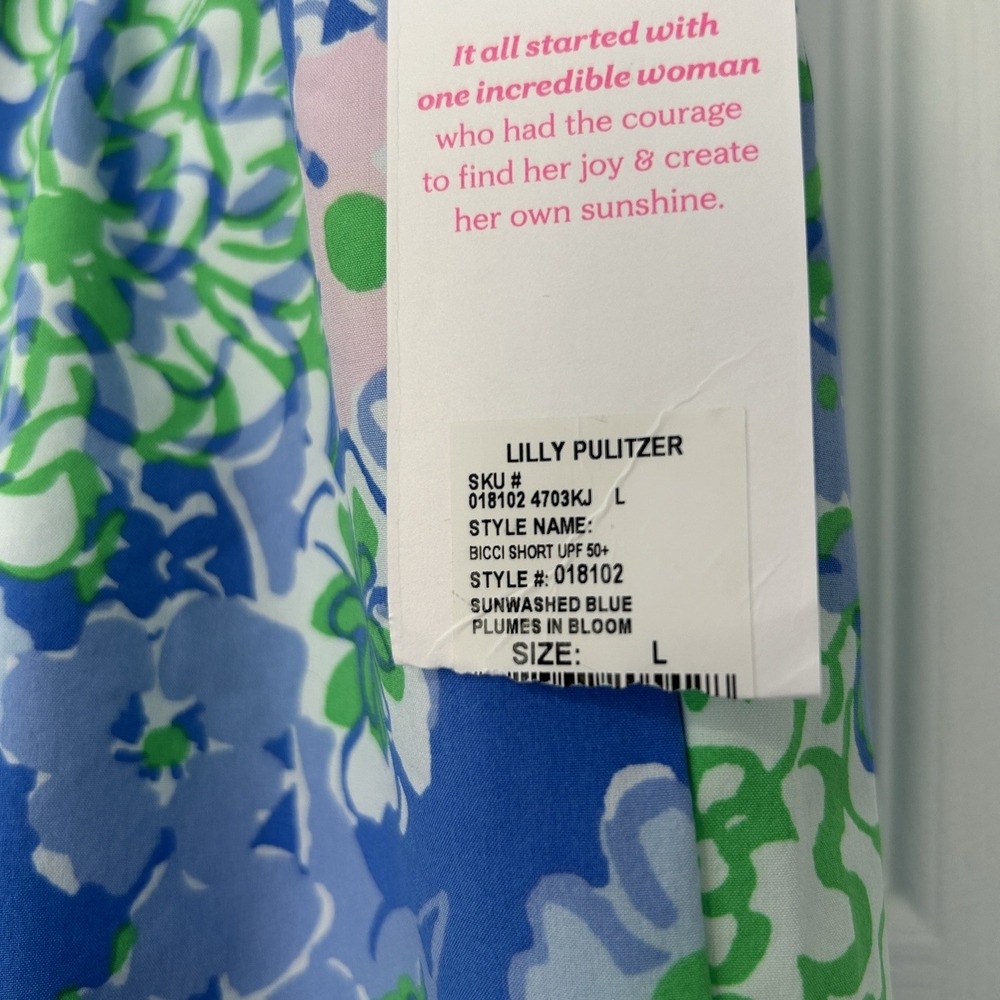 It all started with
one incredible woman
who had the courage
to find her joy & create
her own sunshine.
LILLY PULITZER
SKU #
018102 4703KJ L
STYLE NAME:
BICCI SHORT UPF 50+
STYLE #: 018102
SUNWASHED BLUE
PLUMES IN BLOOM
SIZE: L